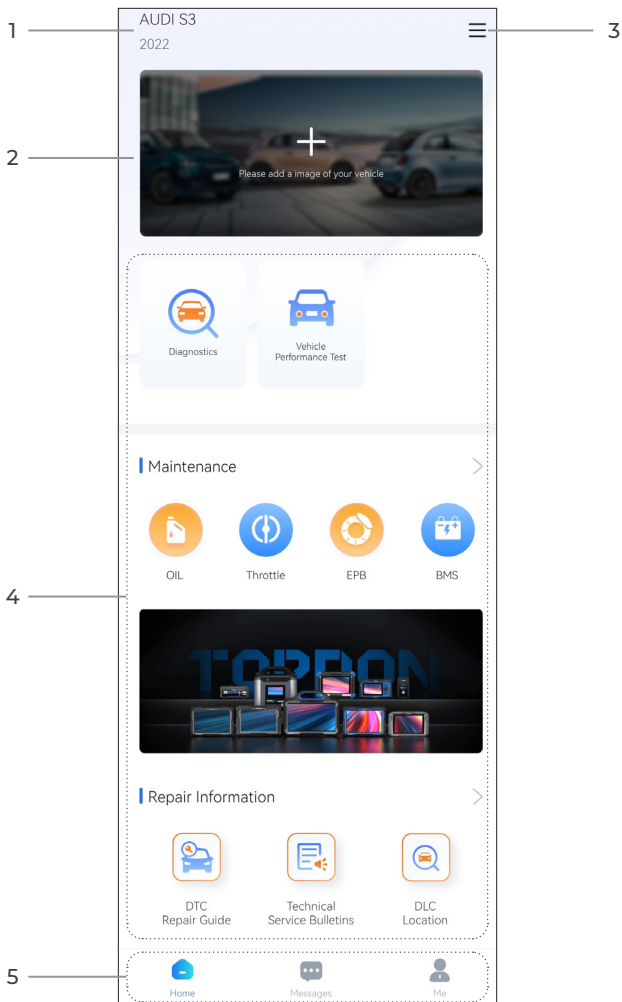 1
AUDI S3
2022
3
2
Please add a image of your vehicle
Diagnostics
Vehicle
Performance Test
Maintenance
OIL
Throttle
EPB
BMS
4
TOPDON
Repair Information
DTC
Repair Guide
Technical
Service Bulletins
DLC
Location
5
Home
Messages
Me